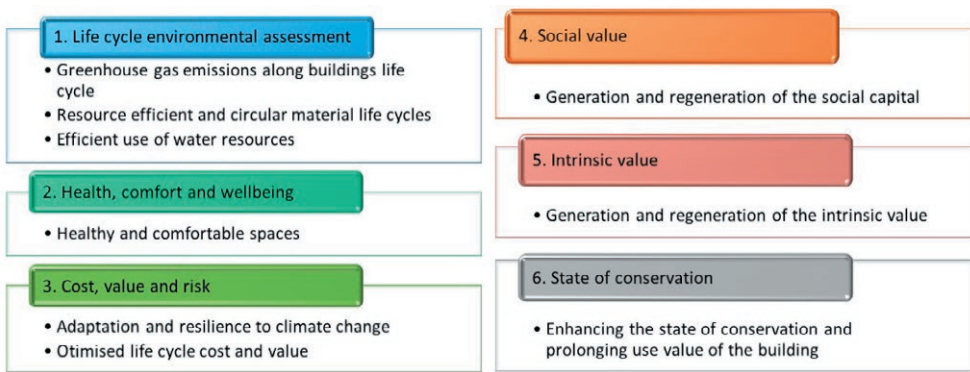 1. Life cycle environmental assessment
• Greenhouse gas emissions along buildings life
cycle
• Resource efficient and circular material life cycles
• Efficient use of water resources
2. Health, comfort and wellbeing
• Healthy and comfortable spaces
3. Cost, value and risk
• Adaptation and resilience to climate change
• Otimised life cycle cost and value
4. Social value
• Generation and regeneration of the social capital
5. Intrinsic value
• Generation and regeneration of the intrinsic value
6. State of conservation
• Enhancing the state of conservation and
prolonging use value of the building